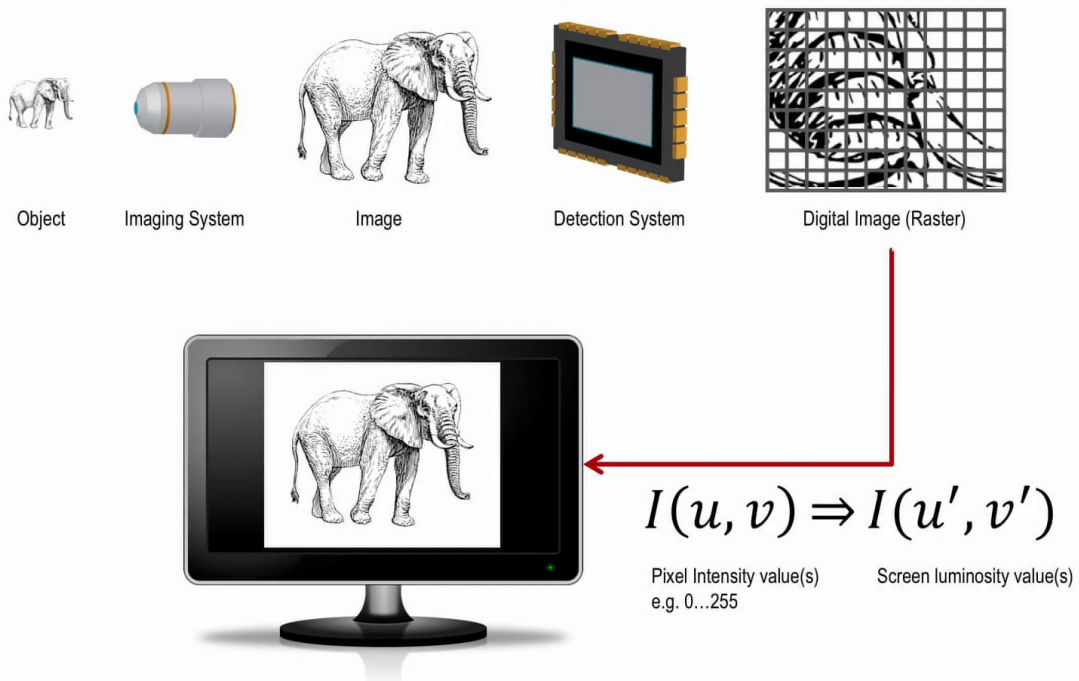 Object
Imaging System
Image
Detection System
Digital Image (Raster)
I(u, v) ⇒ I(u′, v′)
Pixel Intensity value(s)
e.g. 0...255
Screen luminosity value(s)